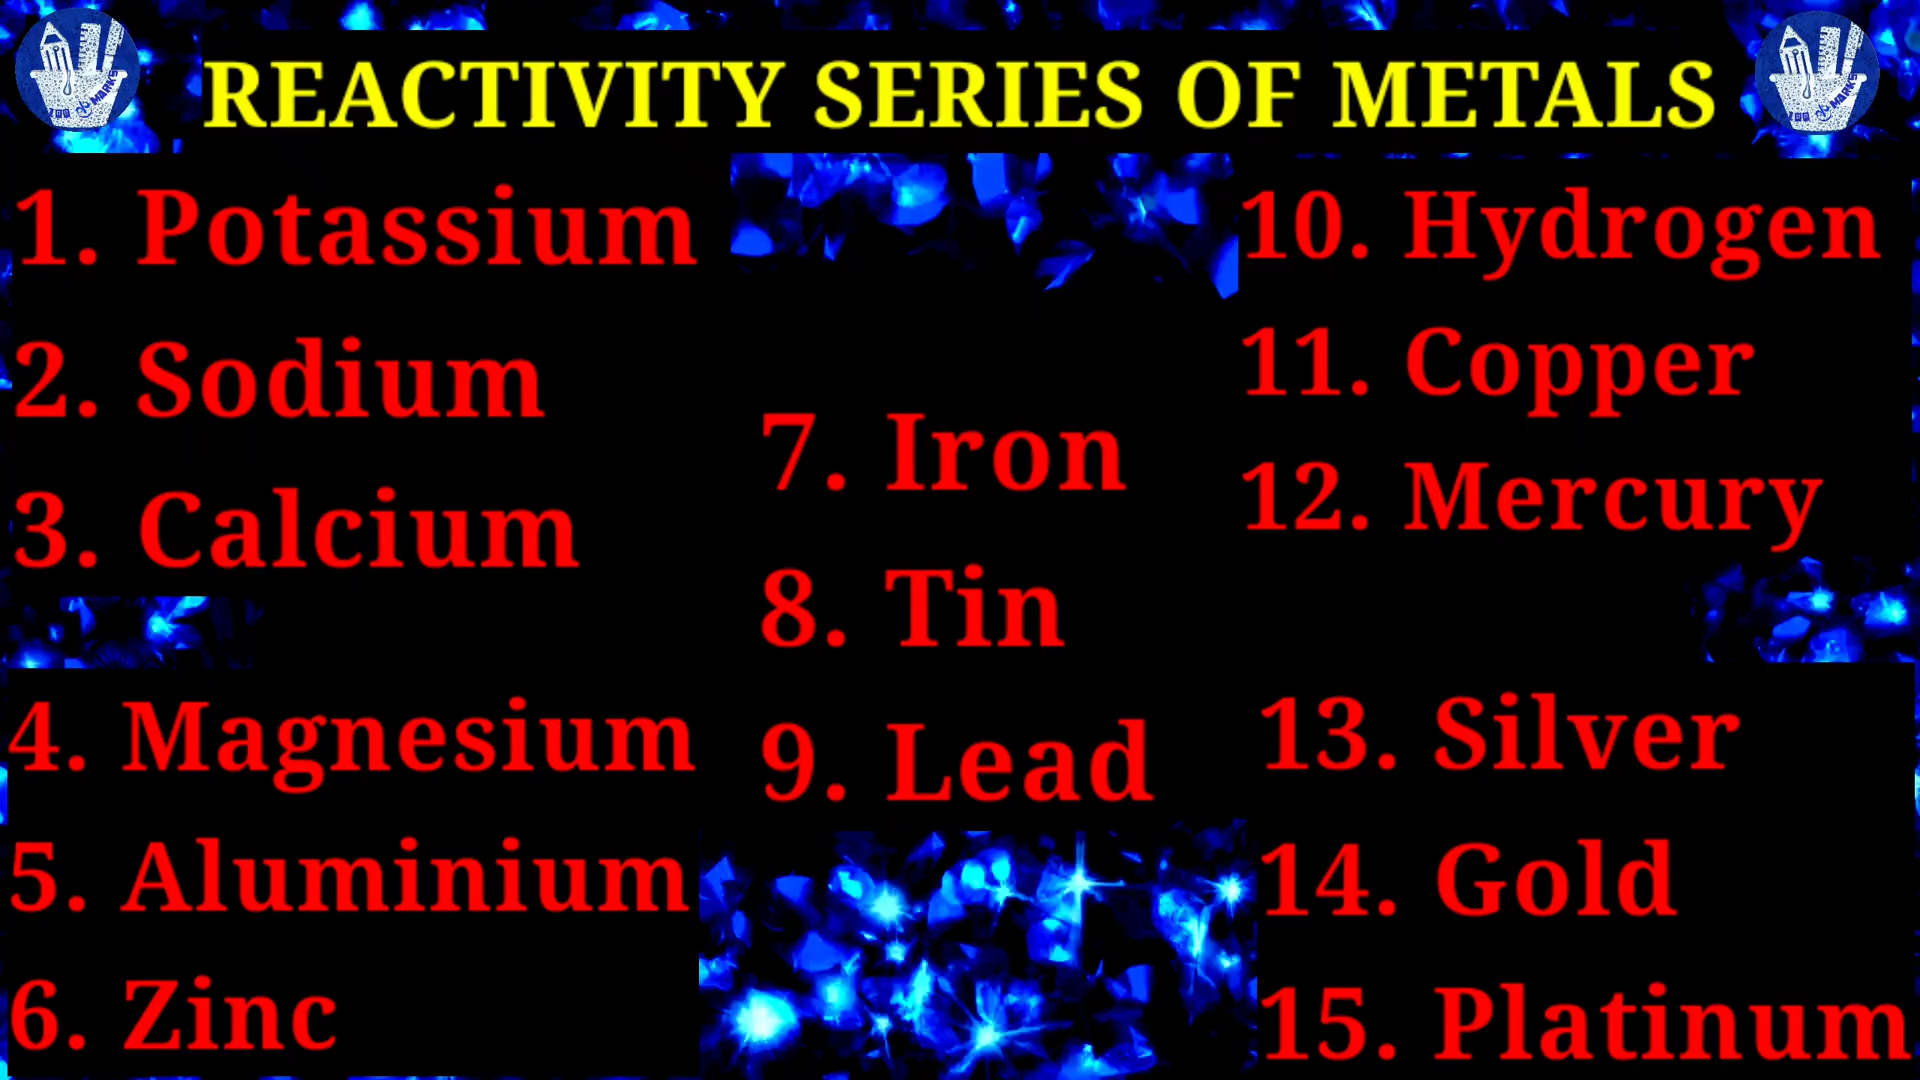 REACTIVITY SERIES OF METALS
1. Potassium
2. Sodium
3. Calcium
4. Magnesium
5. Aluminium
6. Zinc
7. Iron
8. Tin
9. Lead
10. Hydrogen
11. Copper
12. Mercury
13. Silver
14. Gold
15. Platinum